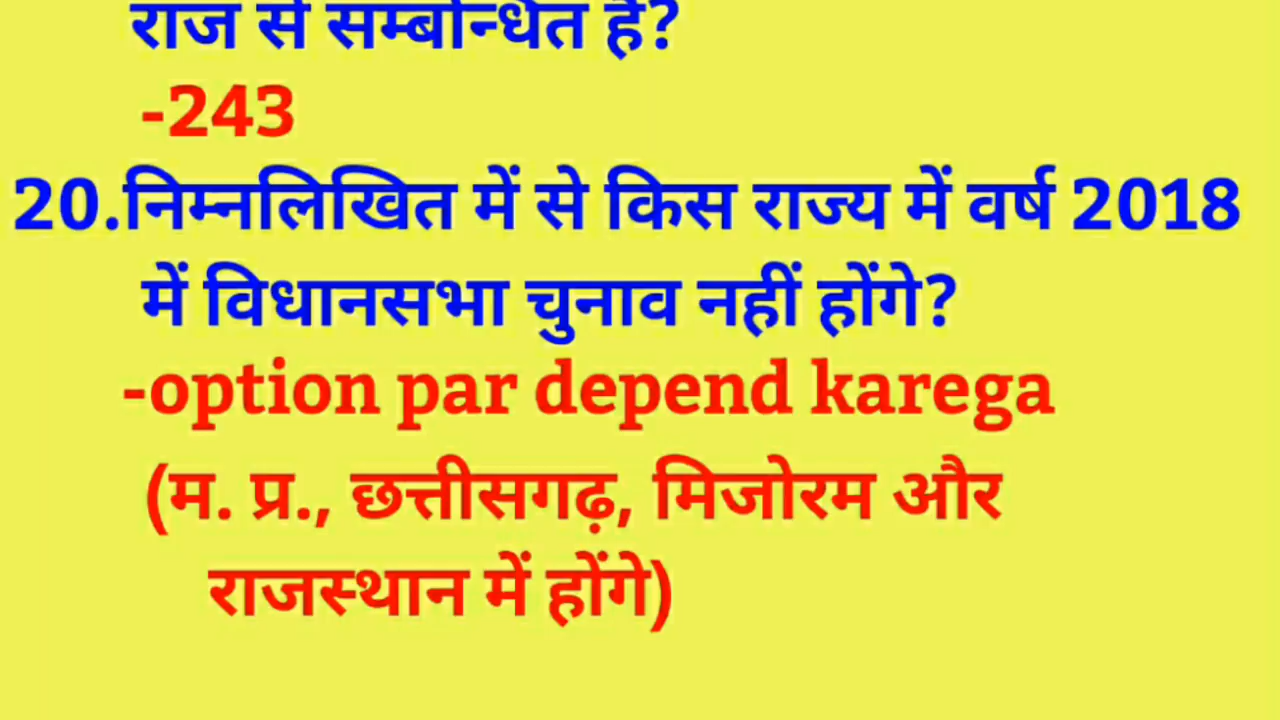 राज से सम्बन्धित है?
-243
20.निम्नलिखित में से किस राज्य में वर्ष 2018
में विधानसभा चुनाव नहीं होंगे?
-option par depend karega
(म. प्र., छत्तीसगढ़, मिजोरम और
राजस्थान में होंगे)